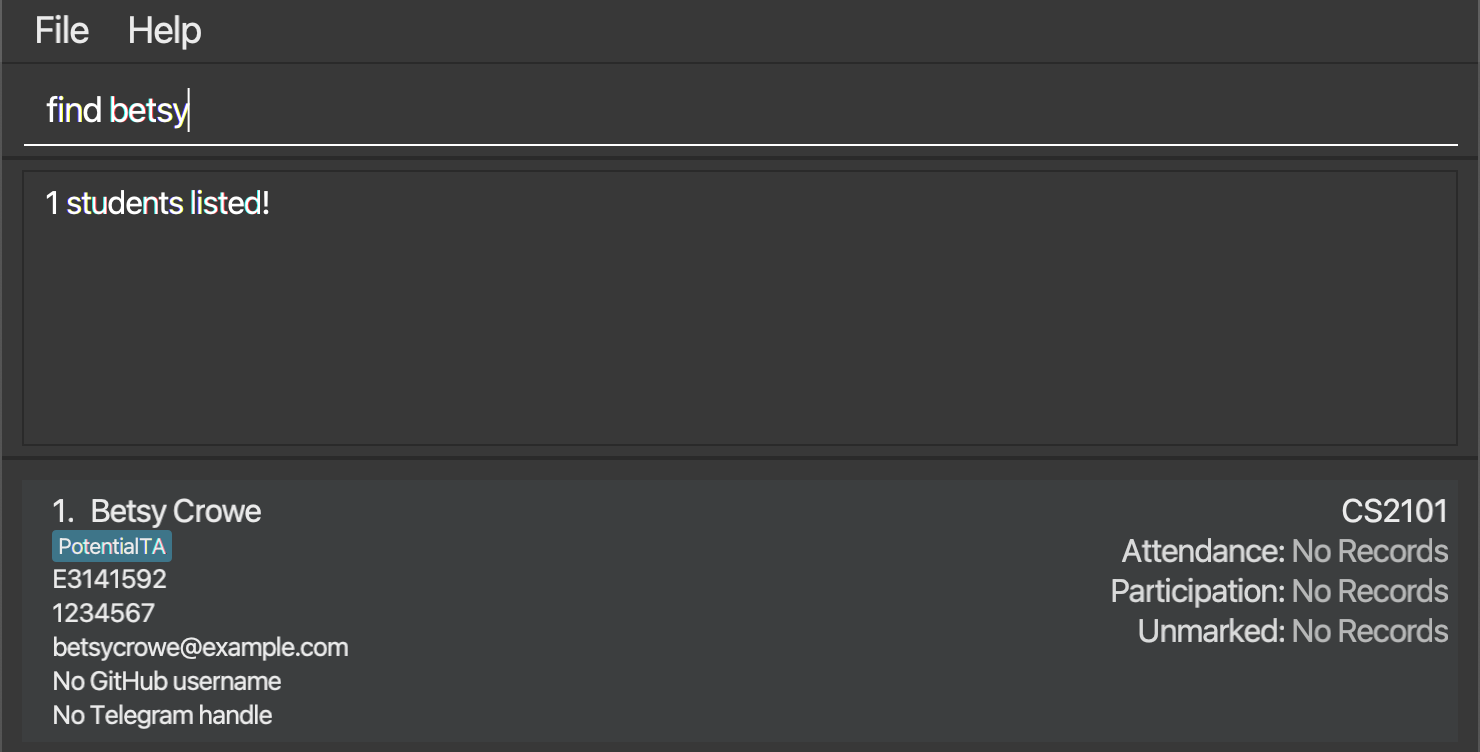 File Help
find betsy
1 students listed!
1. Betsy Crowe
PotentialTA
E3141592
1234567
betsycrowe@example.com
No GitHub username
No Telegram handle
CS2101
Attendance: No Records
Participation: No Records
Unmarked: No Records